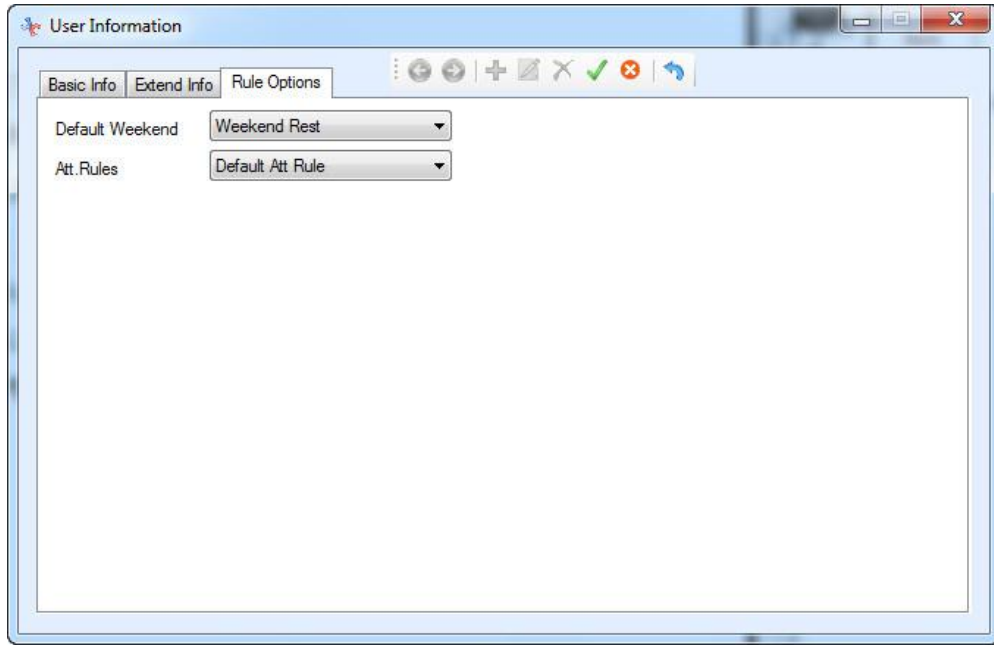 User Information
Basic Info Extend Info Rule Options
Default Weekend Weekend Rest
Att.Rules Default Att Rule